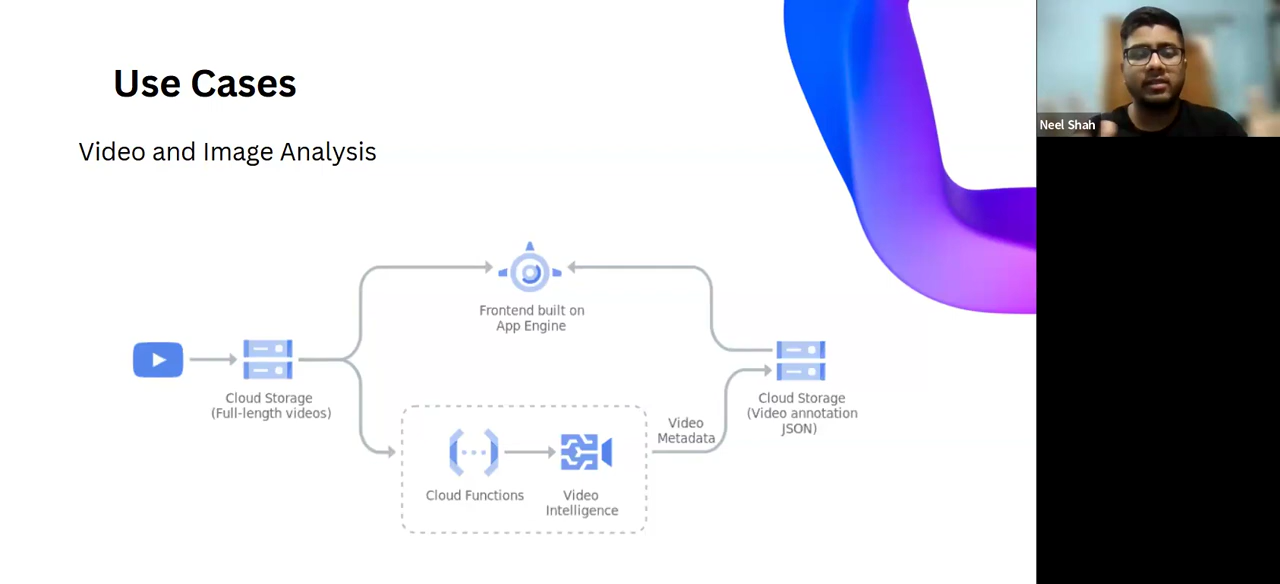 Use Cases
Video and Image Analysis
Neel Shah
Frontend built on
App Engine
Cloud Storage
(Full-length videos)
Cloud Functions
Video
Intelligence
Video
Metadata
Cloud Storage
(Video annotation
JSON)